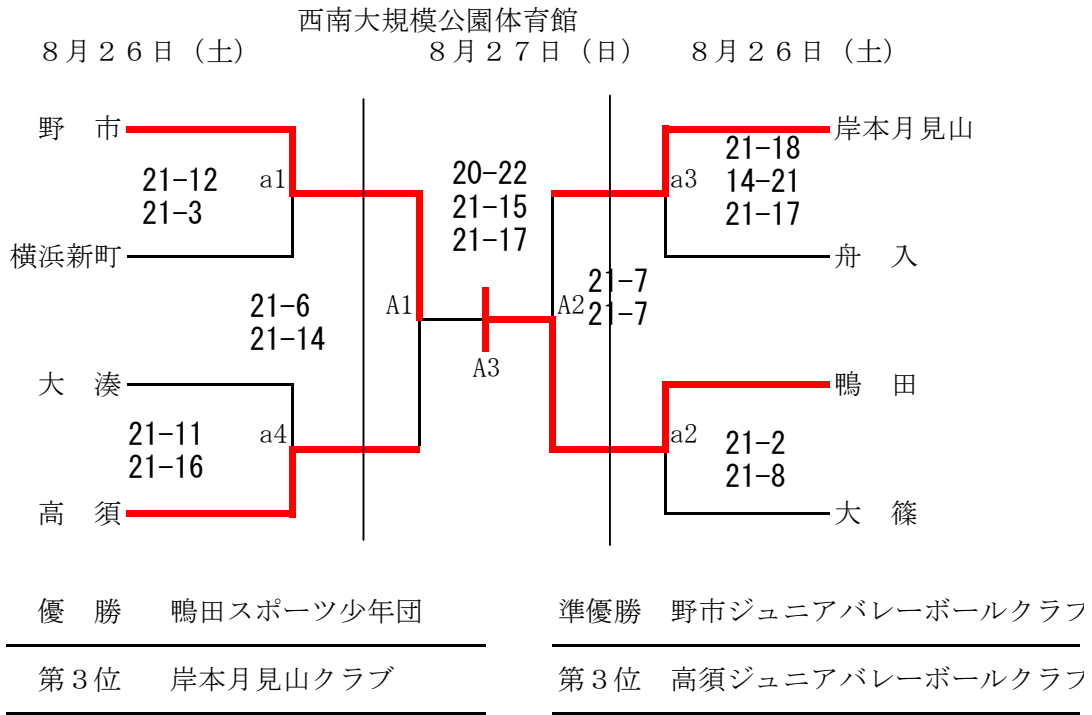 西南大規模公園体育館
８月２６日（土）
８月２７日（日）
８月２６日（土）
野　市
岸本月見山
21-12
21-3
a1
20-22
21-15
21-17
a3
21-18
14-21
21-17
横浜新町
舟　入
21-6
21-14
A1
A2
21-7
21-7
A3
大　湊
鴨　田
21-11
21-16
a4
a2
21-2
21-8
高　須
大　篠
優　勝　鴨田スポーツ少年団
準優勝　野市ジュニアバレーボールクラブ
第３位　岸本月見山クラブ
第３位　高須ジュニアバレーボールクラブ